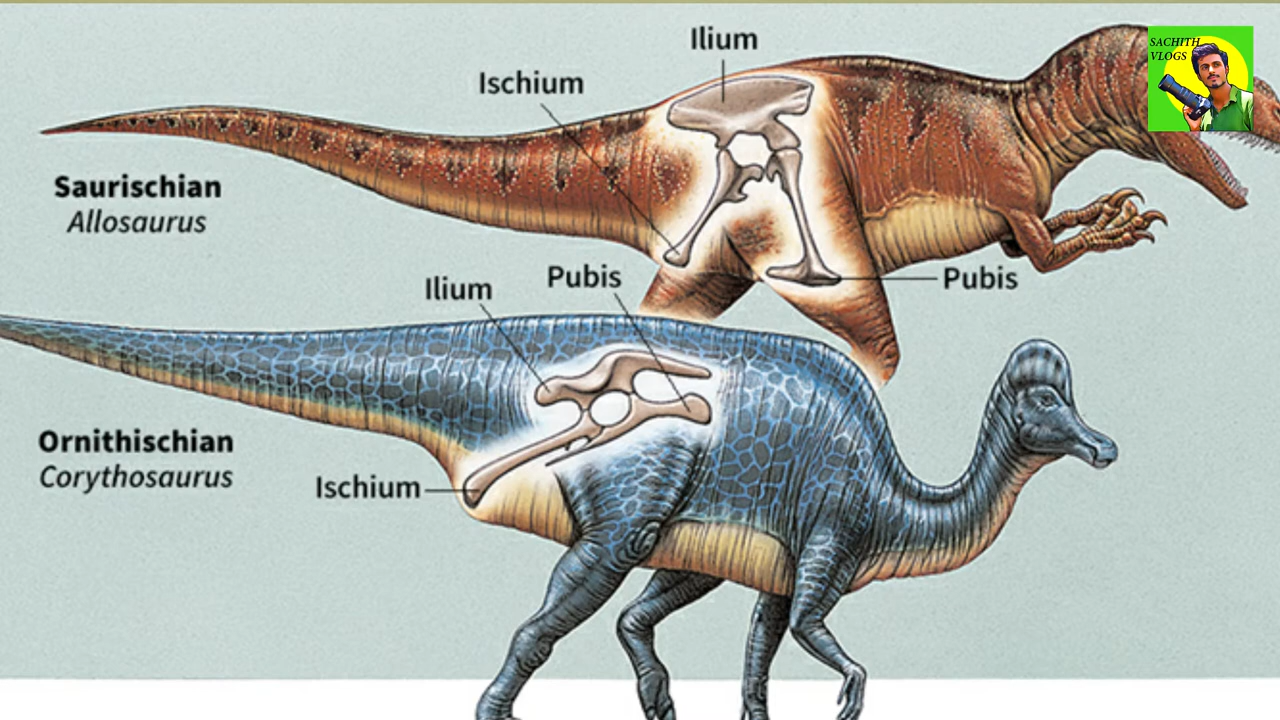 Ilium
Ischium
SACHITH
VLOGS
Saurischian
Allosaurus
Pubis
Ilium
Pubis
Ornithischian
Corythosaurus
Ischium